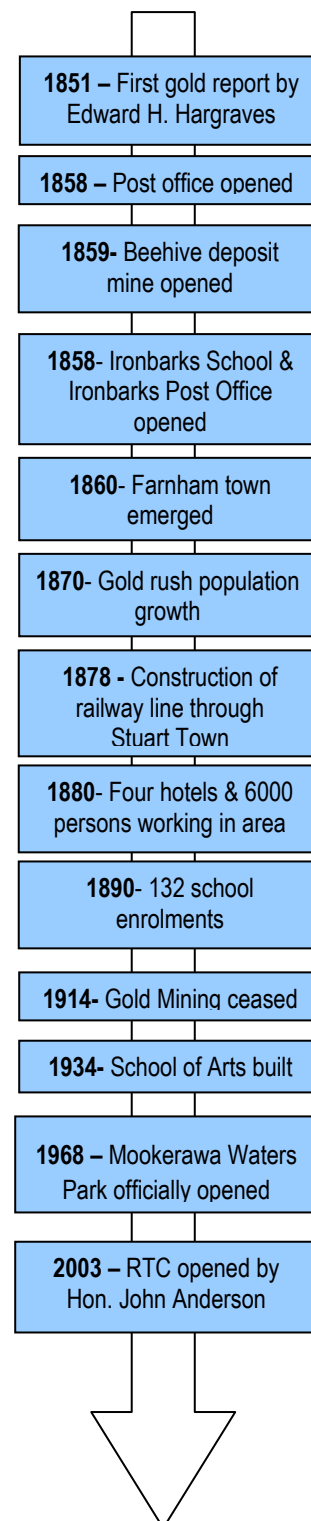 1851 – First gold report by
Edward H. Hargraves
1858 – Post office opened
1859- Beehive deposit
mine opened
1858- Ironbarks School &
Ironbarks Post Office
opened
1860- Farnham town
emerged
1870- Gold rush population
growth
1878 - Construction of
railway line through
Stuart Town
1880- Four hotels & 6000
persons working in area
1890- 132 school
enrolments
1914- Gold Mining ceased
1934- School of Arts built
1968 – Mookerawa Waters
Park officially opened
2003 – RTC opened by
Hon. John Anderson